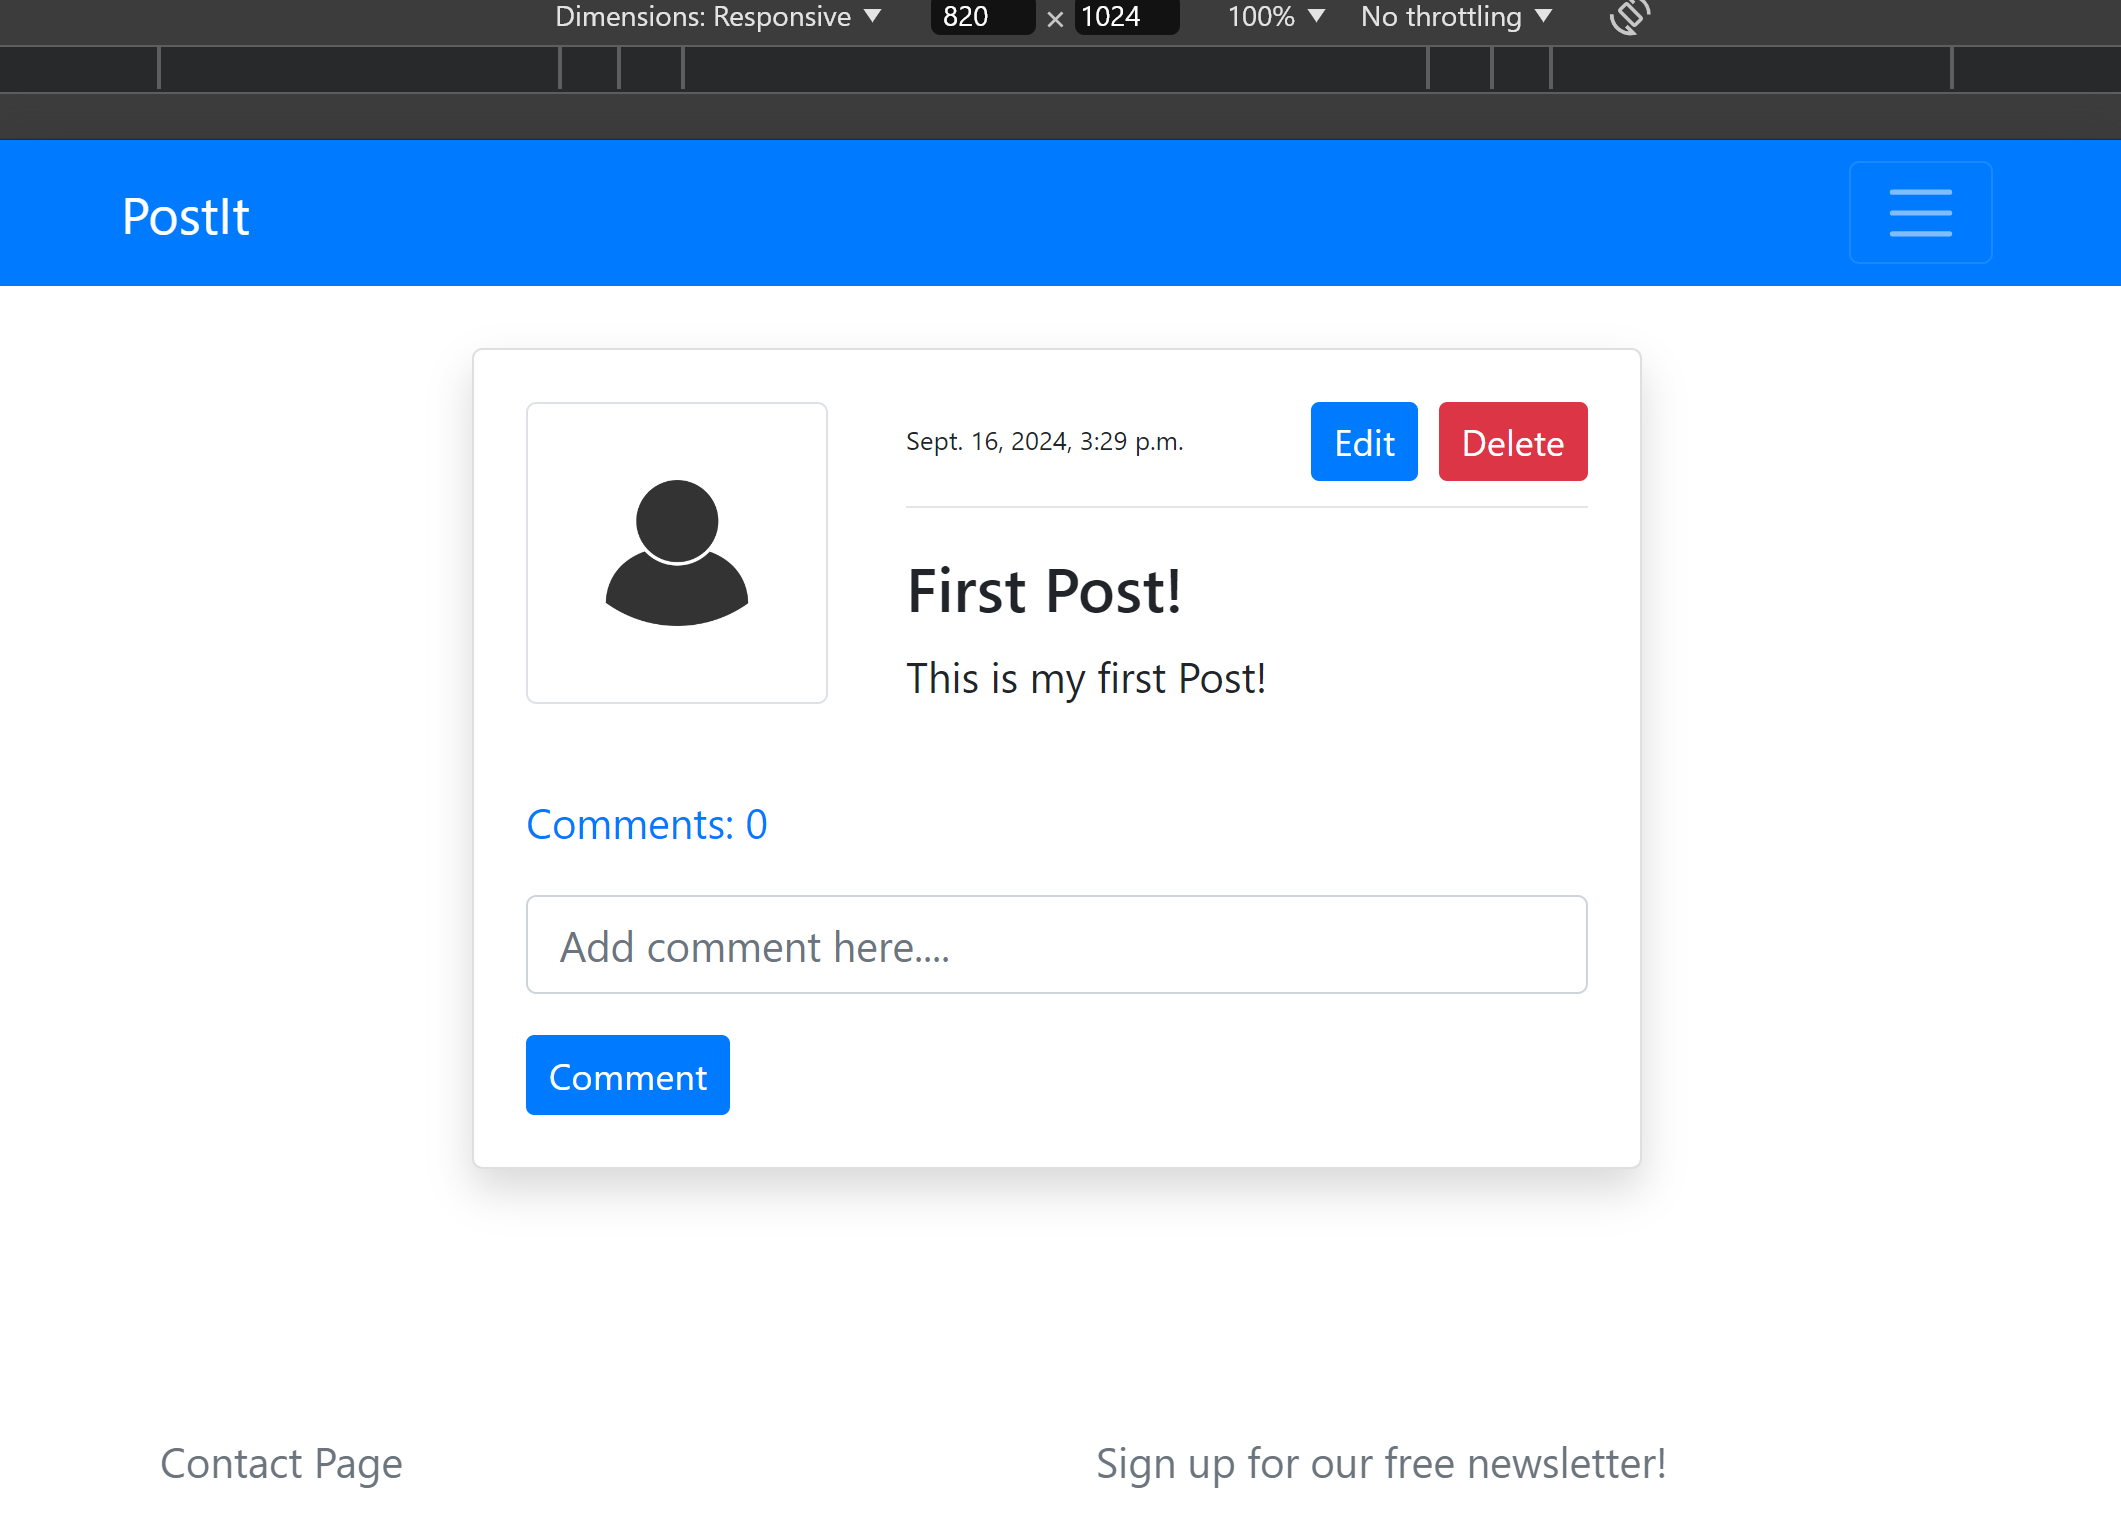 Dimensions: Responsive ▼ 820 × 1024 100% ▼ No throttling ▼
PostIt
Sept. 16, 2024, 3:29 p.m. Edit Delete
First Post!
This is my first Post!
Comments: 0
Add comment here....
Comment
Contact Page Sign up for our free newsletter!